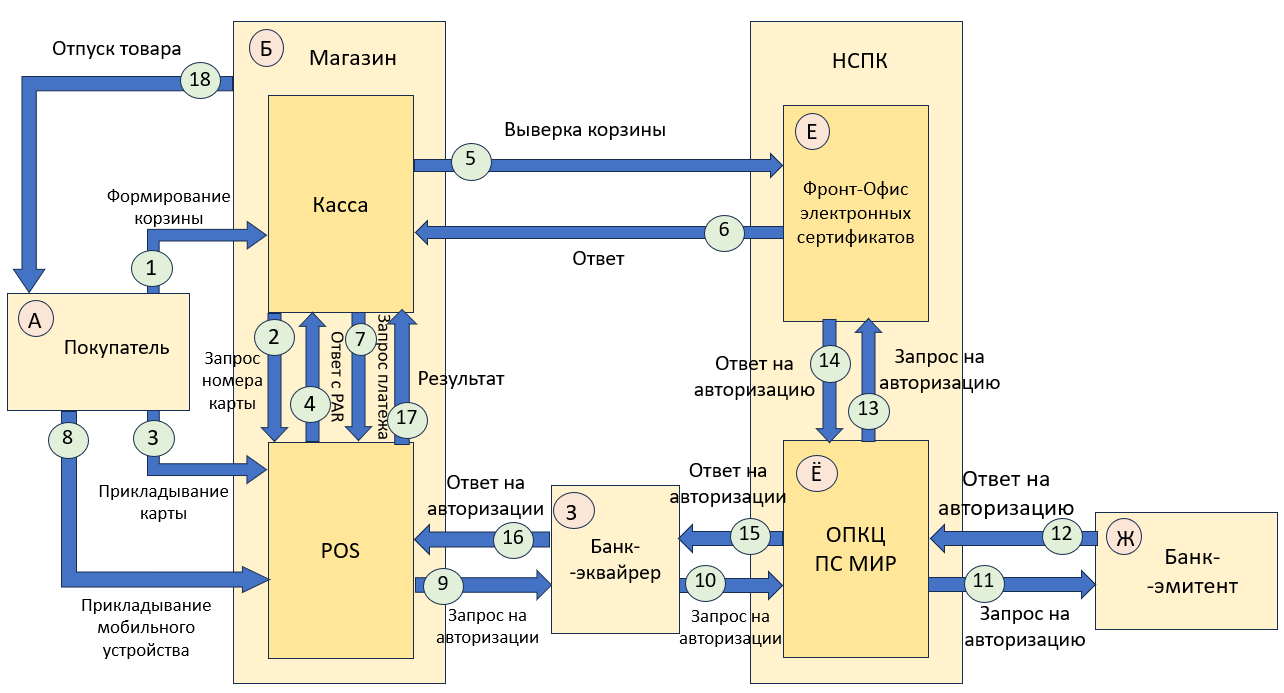 Отпуск товара
18
Б
Магазин
НСПК
Выверка корзины
5
Е
Формирование
корзины
1
Касса
Фронт-Офис
электронных
сертификатов
6
Ответ
А
Покупатель
2
Запрос
номера
карты
4
Ответ с PAR
7
Запрос платежа
17
Результат
14
Ответ на
авторизацию
13
Запрос на
авторизацию
8
3
Прикладывание
карты
Прикладывание
мобильного
устройства
POS
Ответ на
авторизации
16
9
Запрос на
авторизации
З
Банк-
-эквайрер
Ответ на
авторизации
15
10
Запрос на
авторизации
Ё
ОПКЦ
ПС МИР
Ответ на
авторизацию
12
11
Запрос на
авторизацию
Ж
Банк-
-эмитент